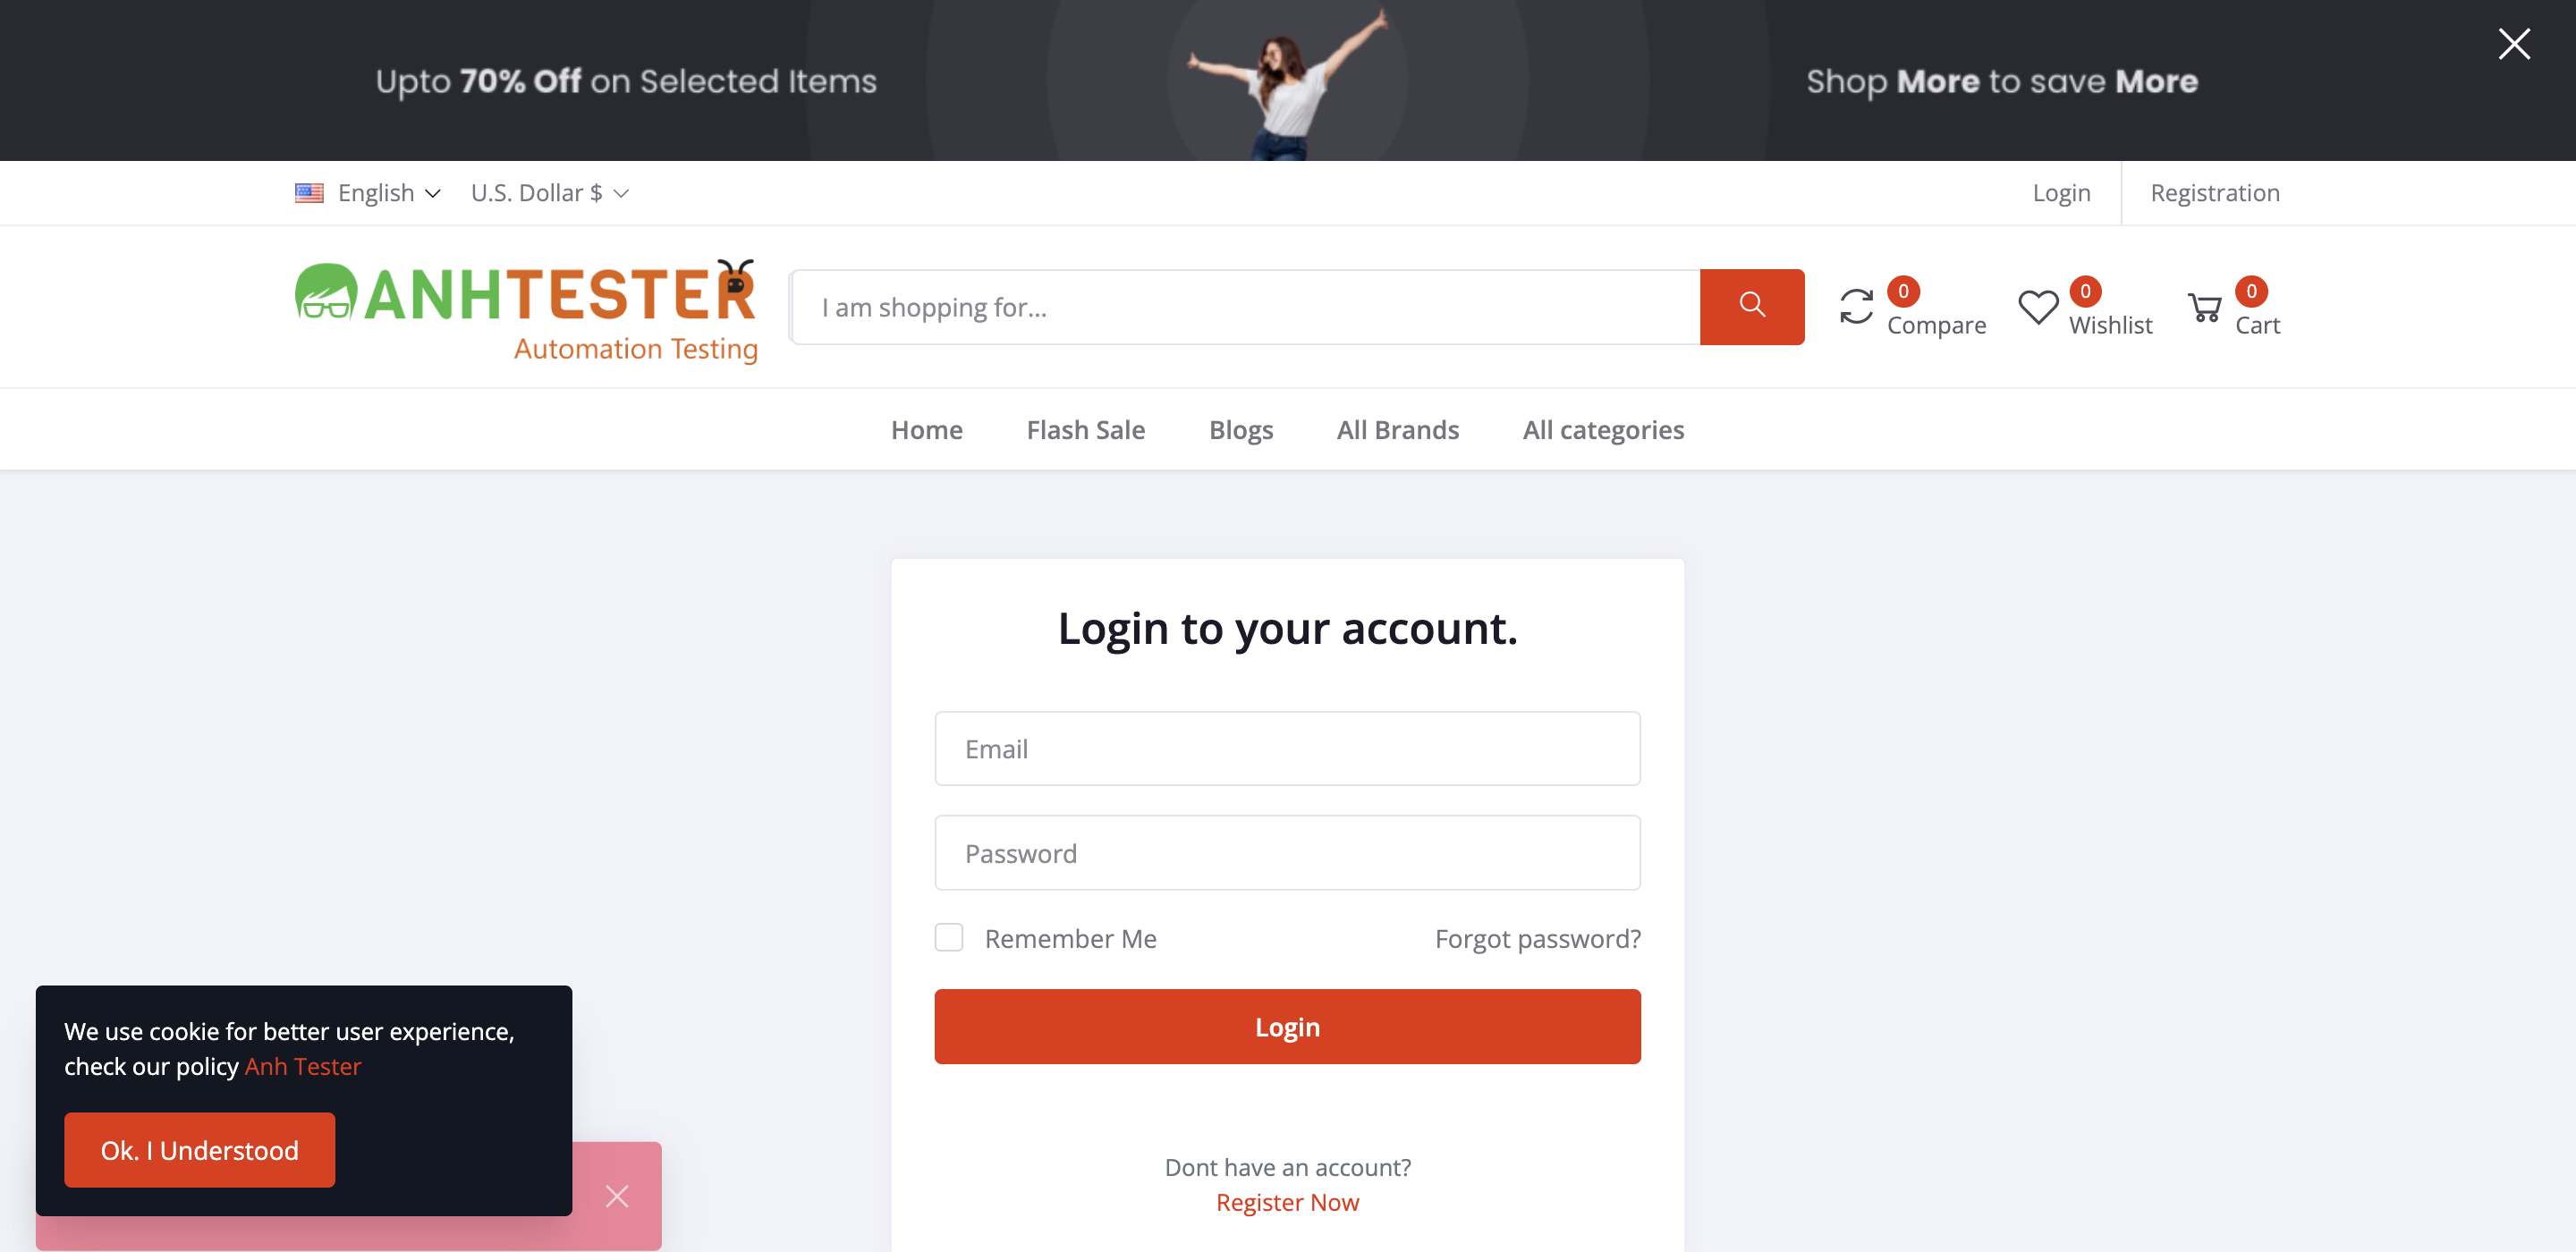 Upto 70% Off on Selected Items
Shop More to save More
English
U.S. Dollar $
Login
Registration
ANHTESTER
Automation Testing
I am shopping for...
0
Compare
0
Wishlist
0
Cart
Home
Flash Sale
Blogs
All Brands
All categories
Login to your account.
Email
Password
Remember Me
Forgot password?
Login
Dont have an account?
Register Now
We use cookie for better user experience,
check our policy Anh Tester
Ok. I Understood